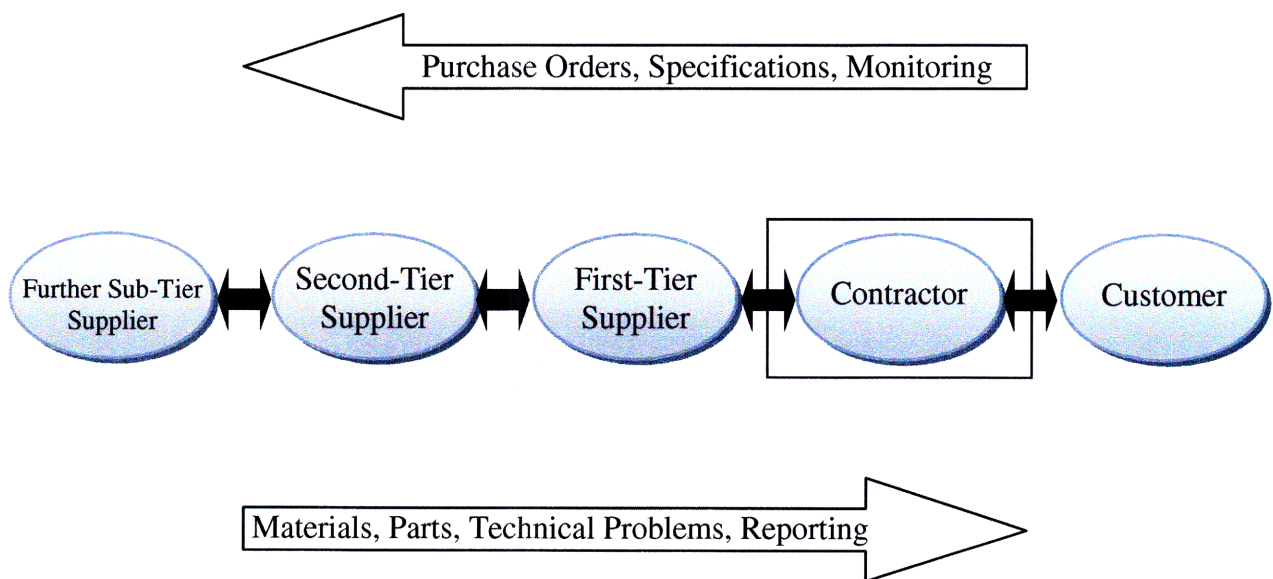 Purchase Orders, Specifications, Monitoring
Further Sub-Tier
Supplier
Second-Tier
Supplier
First-Tier
Supplier
Contractor
Customer
Materials, Parts, Technical Problems, Reporting